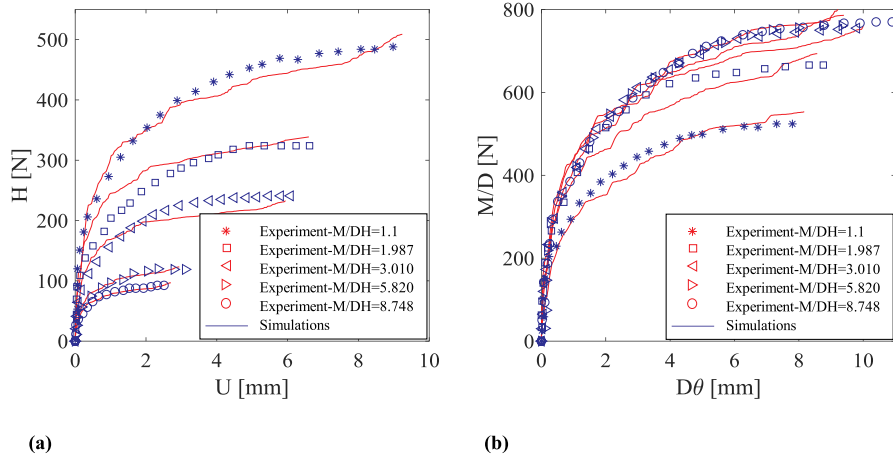 500
400
300
200
100
0
H [N]
0
2
4
6
8
10
U [mm]
Experiment-M/DH=1.1
Experiment-M/DH=1.987
Experiment-M/DH=3.010
Experiment-M/DH=5.820
Experiment-M/DH=8.748
Simulations
(a)
800
600
400
200
0
M/D [N]
0
2
4
6
8
10
Dθ [mm]
Experiment-M/DH=1.1
Experiment-M/DH=1.987
Experiment-M/DH=3.010
Experiment-M/DH=5.820
Experiment-M/DH=8.748
Simulations
(b)